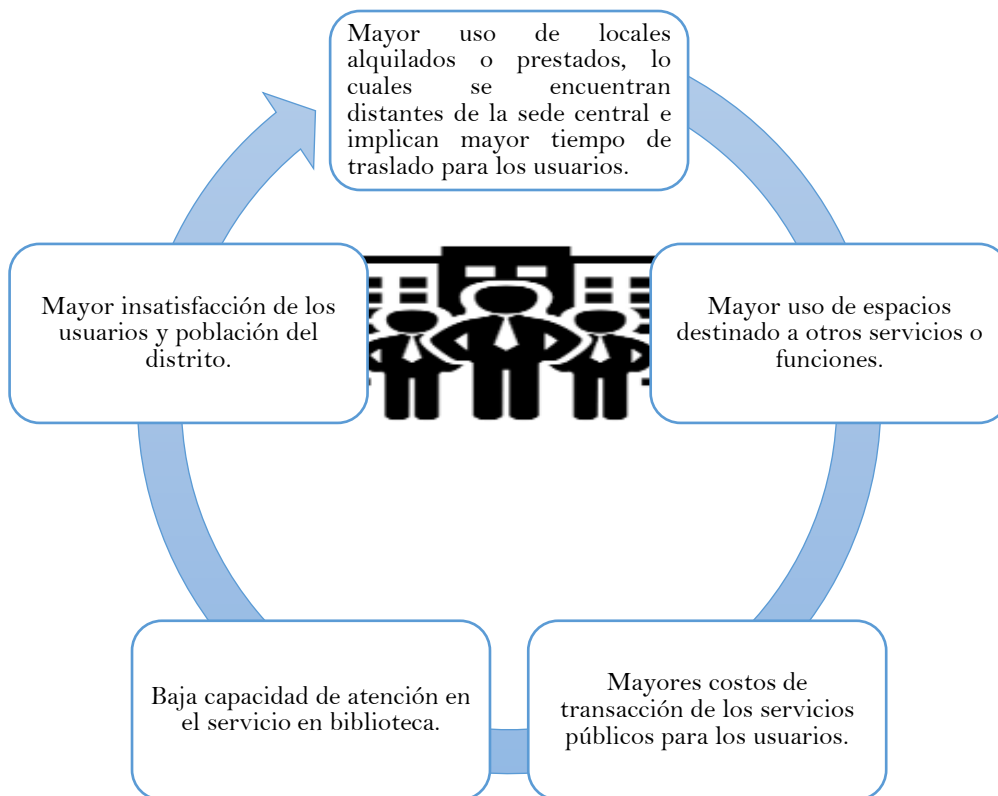 Mayor uso de locales
alquilados o prestados, lo
cuales se encuentran
distantes de la sede central e
implican mayor tiempo de
traslado para los usuarios.
Mayor uso de espacios
destinado a otros servicios o
funciones.
Mayores costos de
transacción de los servicios
públicos para los usuarios.
Baja capacidad de atención en
el servicio en biblioteca.
Mayor insatisfacción de los
usuarios y población del
distrito.